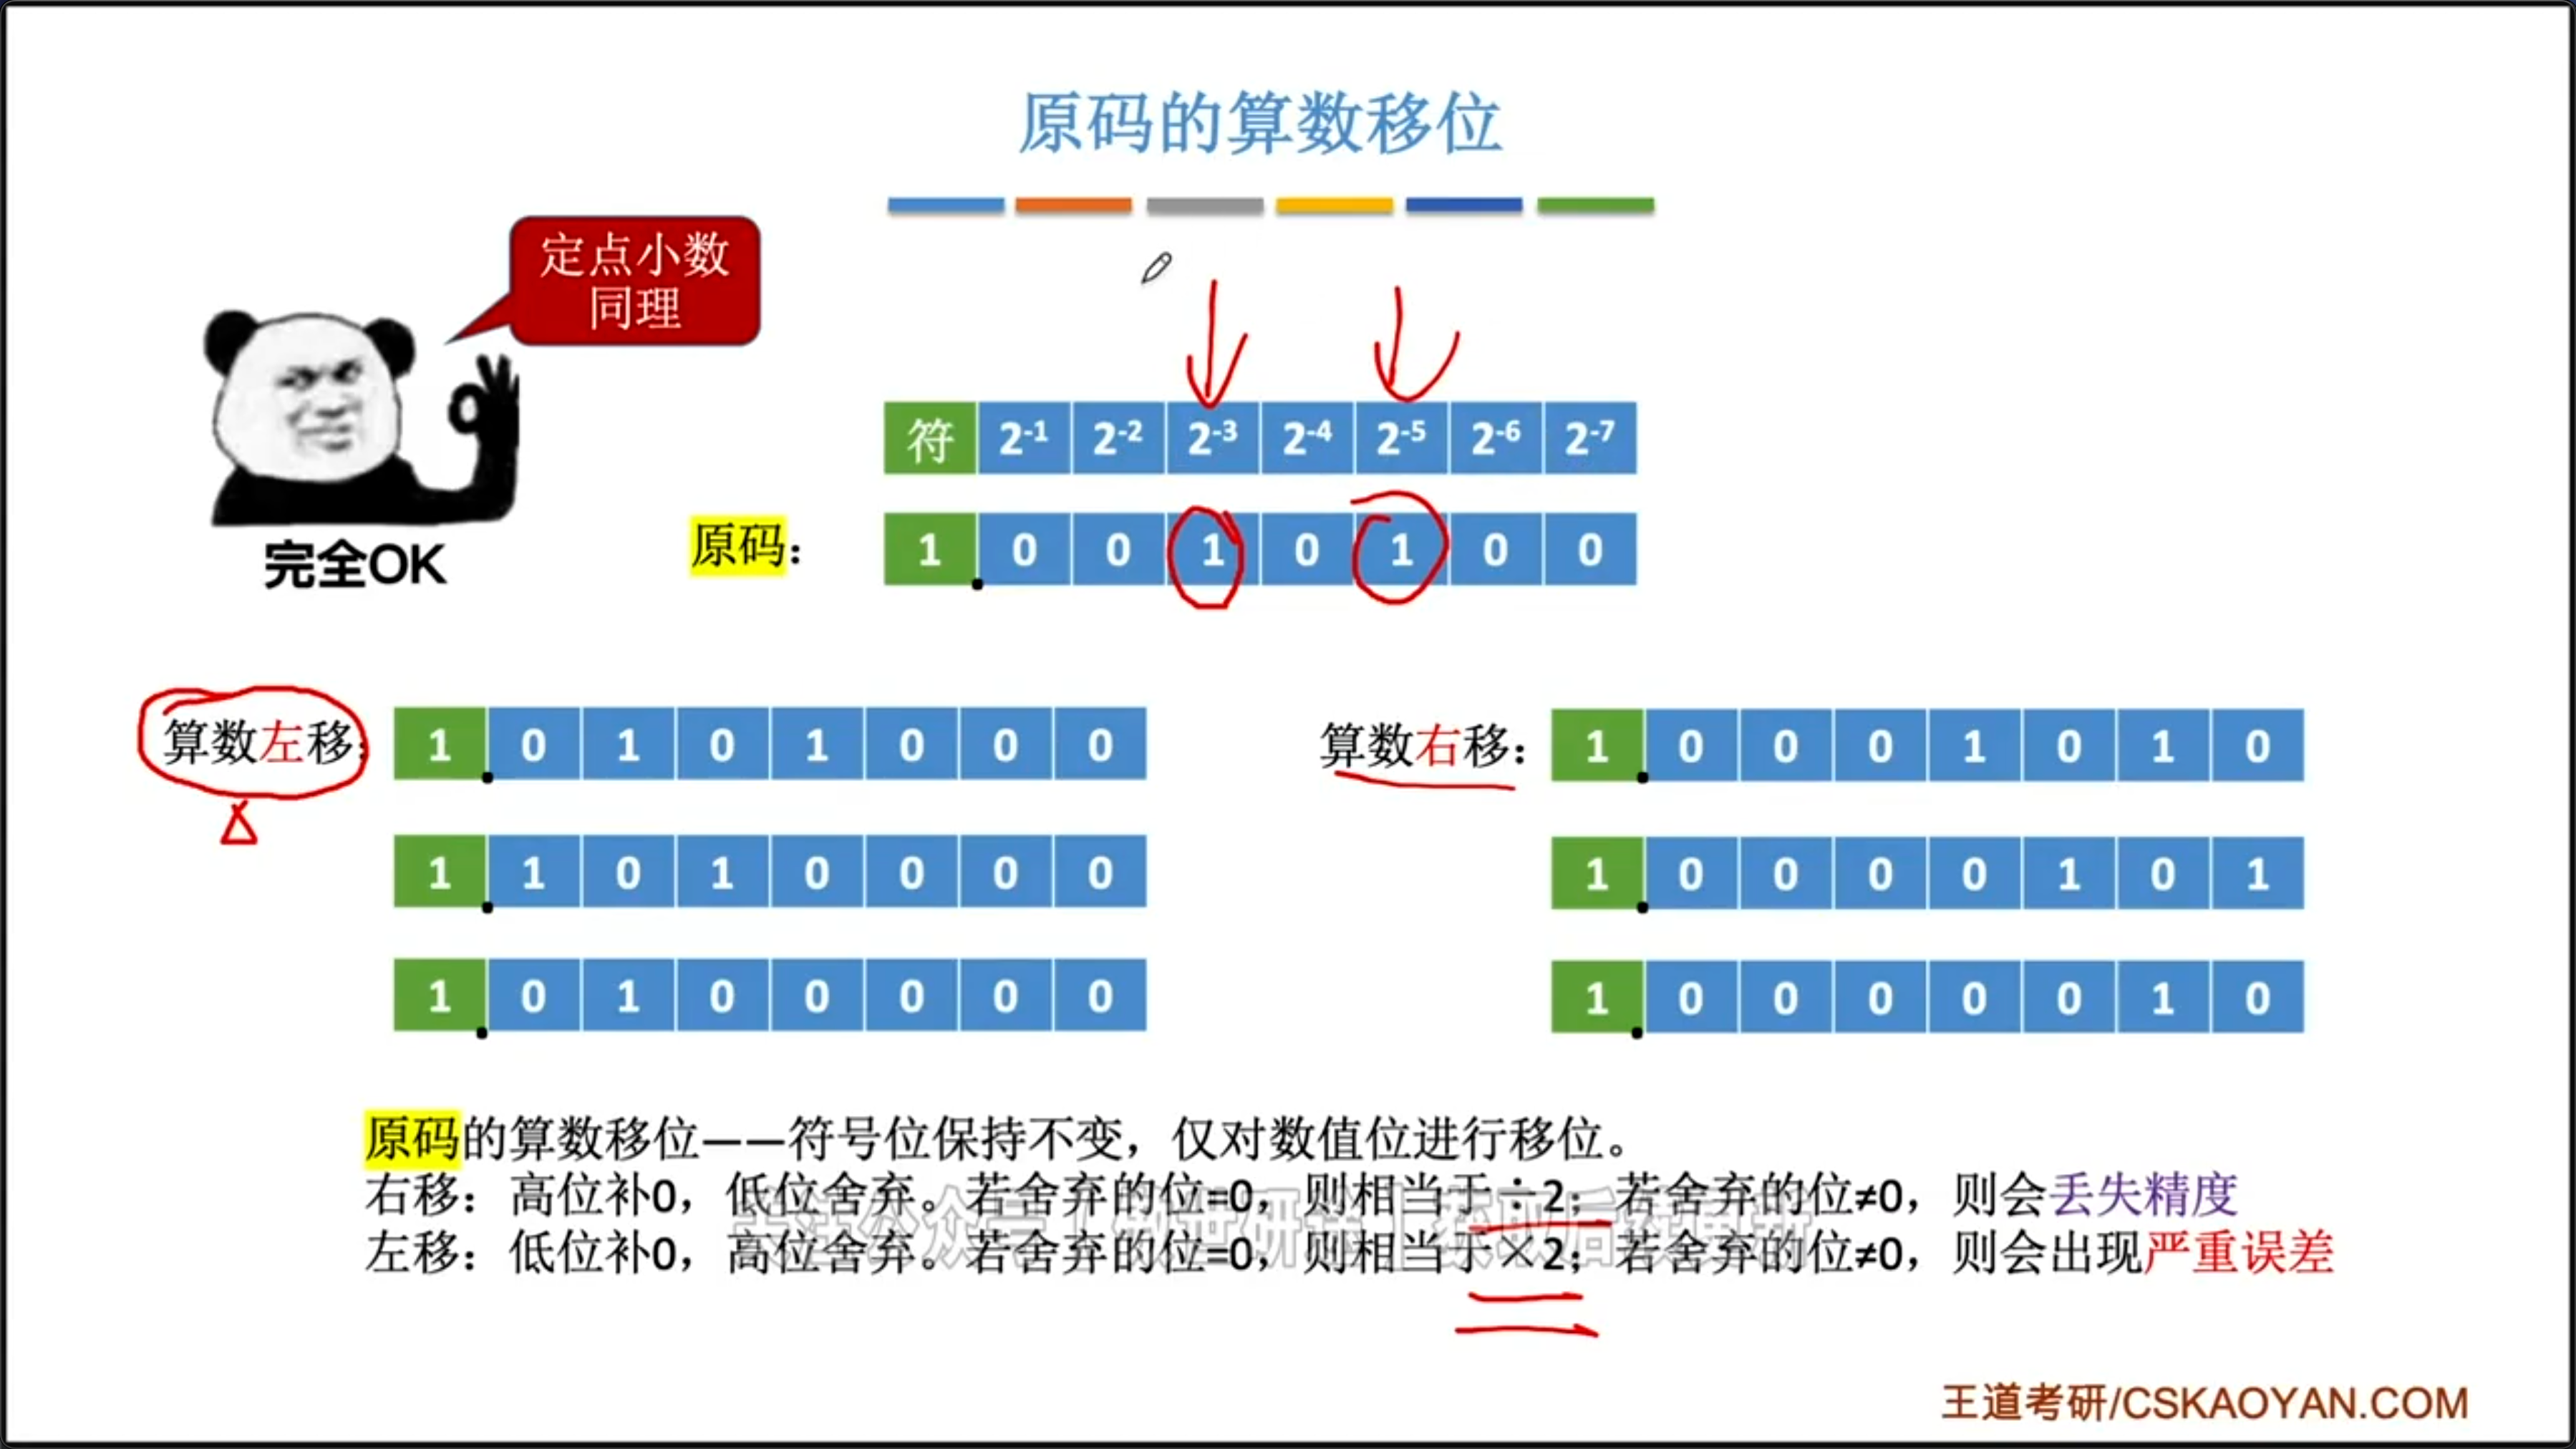 原码的算数移位
定点小数
同理
完全OK
符 2⁻¹ 2⁻² 2⁻³ 2⁻⁴ 2⁻⁵ 2⁻⁶ 2⁻⁷
原码： 1 0 0 1 0 1 0 0
算数左移： 1 0 1 0 1 0 0 0
1 1 0 1 0 0 0 0
1 0 1 0 0 0 0 0
算数右移： 1 0 0 0 1 0 1 0
1 0 0 0 0 1 0 1
1 0 0 0 0 0 1 0
原码的算数移位——符号位保持不变，仅对数值位进行移位。
右移：高位补0，低位舍弃。若舍弃的位=0，则相当于÷2；若舍弃的位≠0，则会丢失精度
左移：低位补0，高位舍弃。若舍弃的位=0，则相当于×2；若舍弃的位≠0，则会出现严重误差
王道考研/CSKAOYAN.COM